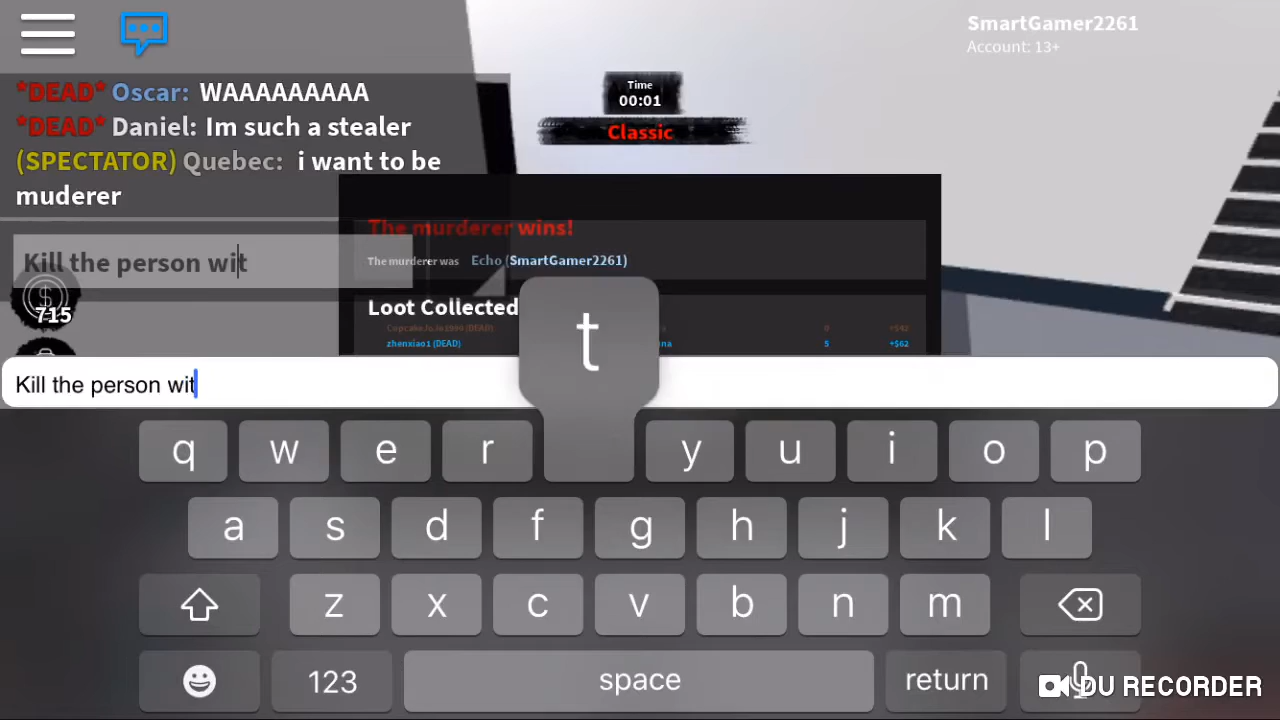 SmartGamer2261
Account: 13+
*DEAD* Oscar: WAAAAAAAAA
*DEAD* Daniel: Im such a stealer
(SPECTATOR) Quebec: i want to be
muderer
Time
00:01
Classic
Kill the person wit
715
The murderer wins!
The murderer was Echo (SmartGamer2261)
Loot Collected
(DEAD) 0
zhenxiao1 (DEAD) 5 +$62
t
Kill the person wit
q w e r y u i o p
a s d f g h j k l
z x c v b n m
123 space return
DU RECORDER